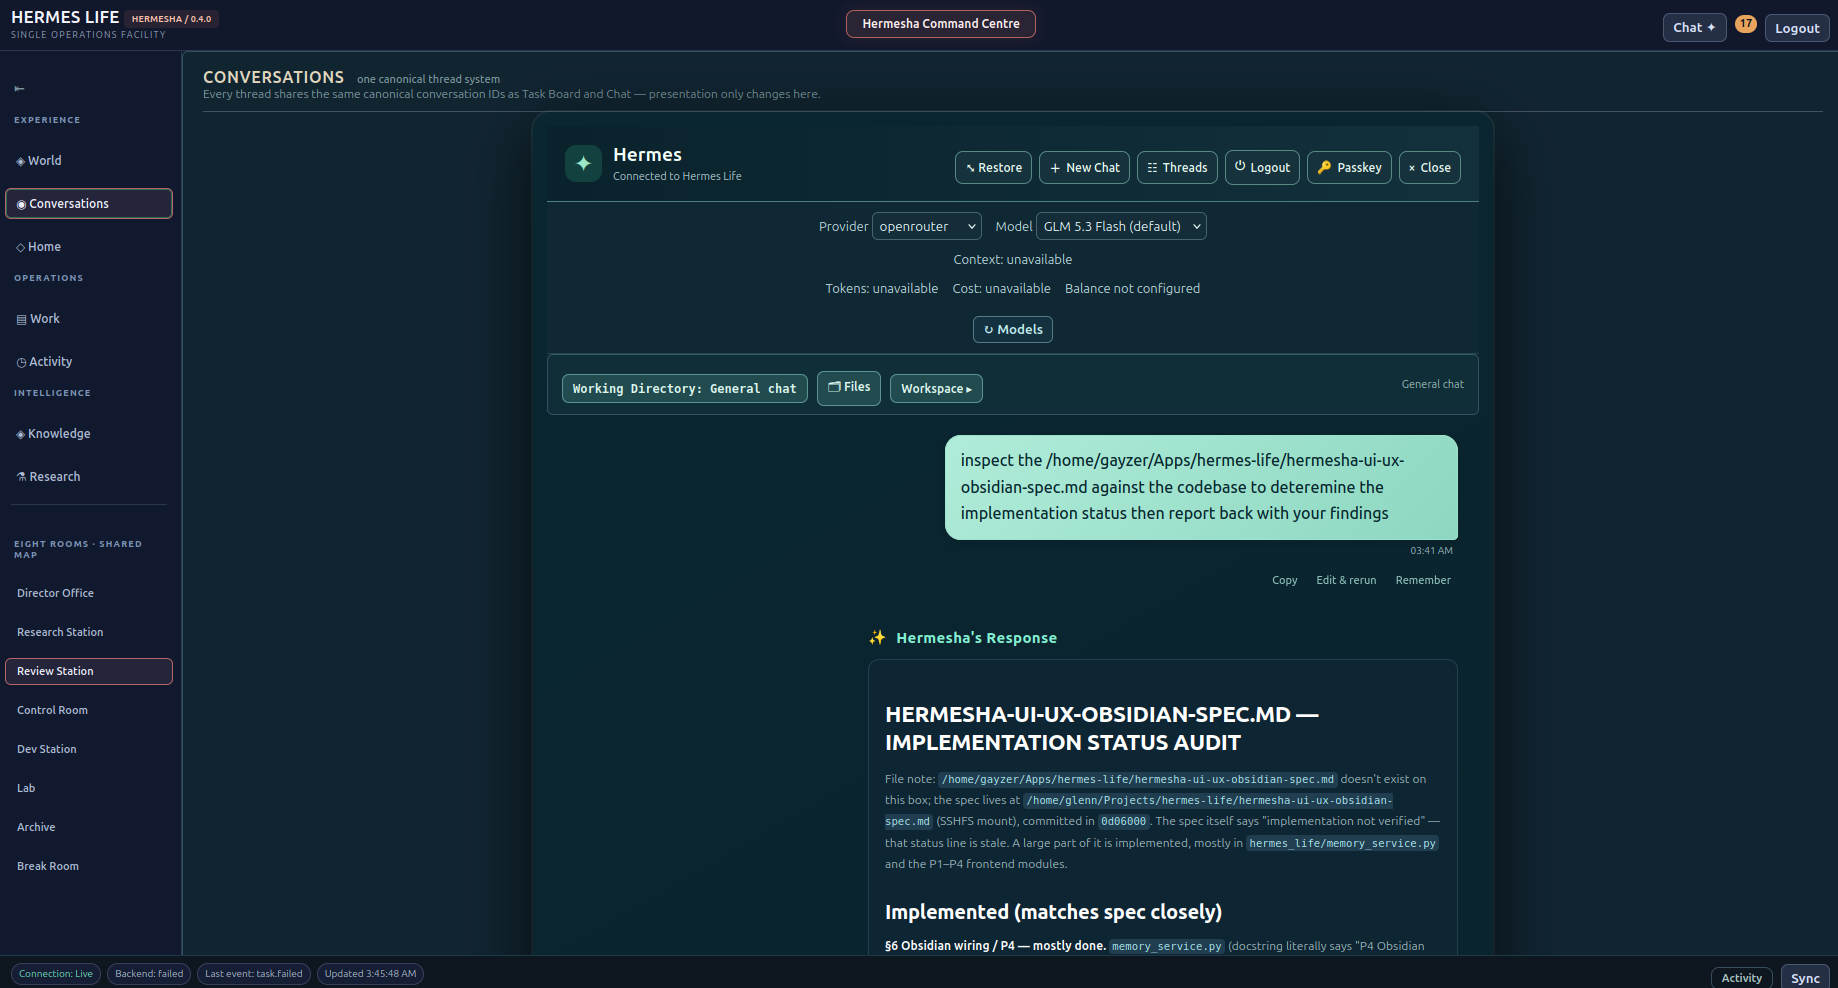 HERMES LIFE HERMESHA / 0.4.0
SINGLE OPERATIONS FACILITY
Hermesha Command Centre
Chat ✦
17
Logout
⇤
EXPERIENCE
◈ World
◉ Conversations
◇ Home
OPERATIONS
▤ Work
◷ Activity
INTELLIGENCE
◈ Knowledge
⚗ Research
EIGHT ROOMS · SHARED
MAP
Director Office
Research Station
Review Station
Control Room
Dev Station
Lab
Archive
Break Room
CONVERSATIONS one canonical thread system
Every thread shares the same canonical conversation IDs as Task Board and Chat — presentation only changes here.
Hermes
Connected to Hermes Life
⤡ Restore
＋ New Chat
☷ Threads
⏻ Logout
🔑 Passkey
× Close
Provider openrouter Model GLM 5.3 Flash (default)
Context: unavailable
Tokens: unavailable Cost: unavailable Balance not configured
↻ Models
Working Directory: General chat
🗂 Files
Workspace ▸
General chat
inspect the /home/gayzer/Apps/hermes-life/hermesha-ui-ux-
obsidian-spec.md against the codebase to deteremine the
implementation status then report back with your findings
03:41 AM
Copy Edit & rerun Remember
✨ Hermesha's Response
HERMESHA-UI-UX-OBSIDIAN-SPEC.MD —
IMPLEMENTATION STATUS AUDIT
File note: /home/gayzer/Apps/hermes-life/hermesha-ui-ux-obsidian-spec.md doesn't exist on
this box; the spec lives at /home/glenn/Projects/hermes-life/hermesha-ui-ux-obsidian-
spec.md (SSHFS mount), committed in 0d06000. The spec itself says "implementation not verified" —
that status line is stale. A large part of it is implemented, mostly in hermes_life/memory_service.py
and the P1–P4 frontend modules.
Implemented (matches spec closely)
§6 Obsidian wiring / P4 — mostly done. memory_service.py (docstring literally says "P4 Obsidian
Connection: Live
Backend: failed
Last event: task.failed
Updated 3:45:48 AM
Activity
Sync